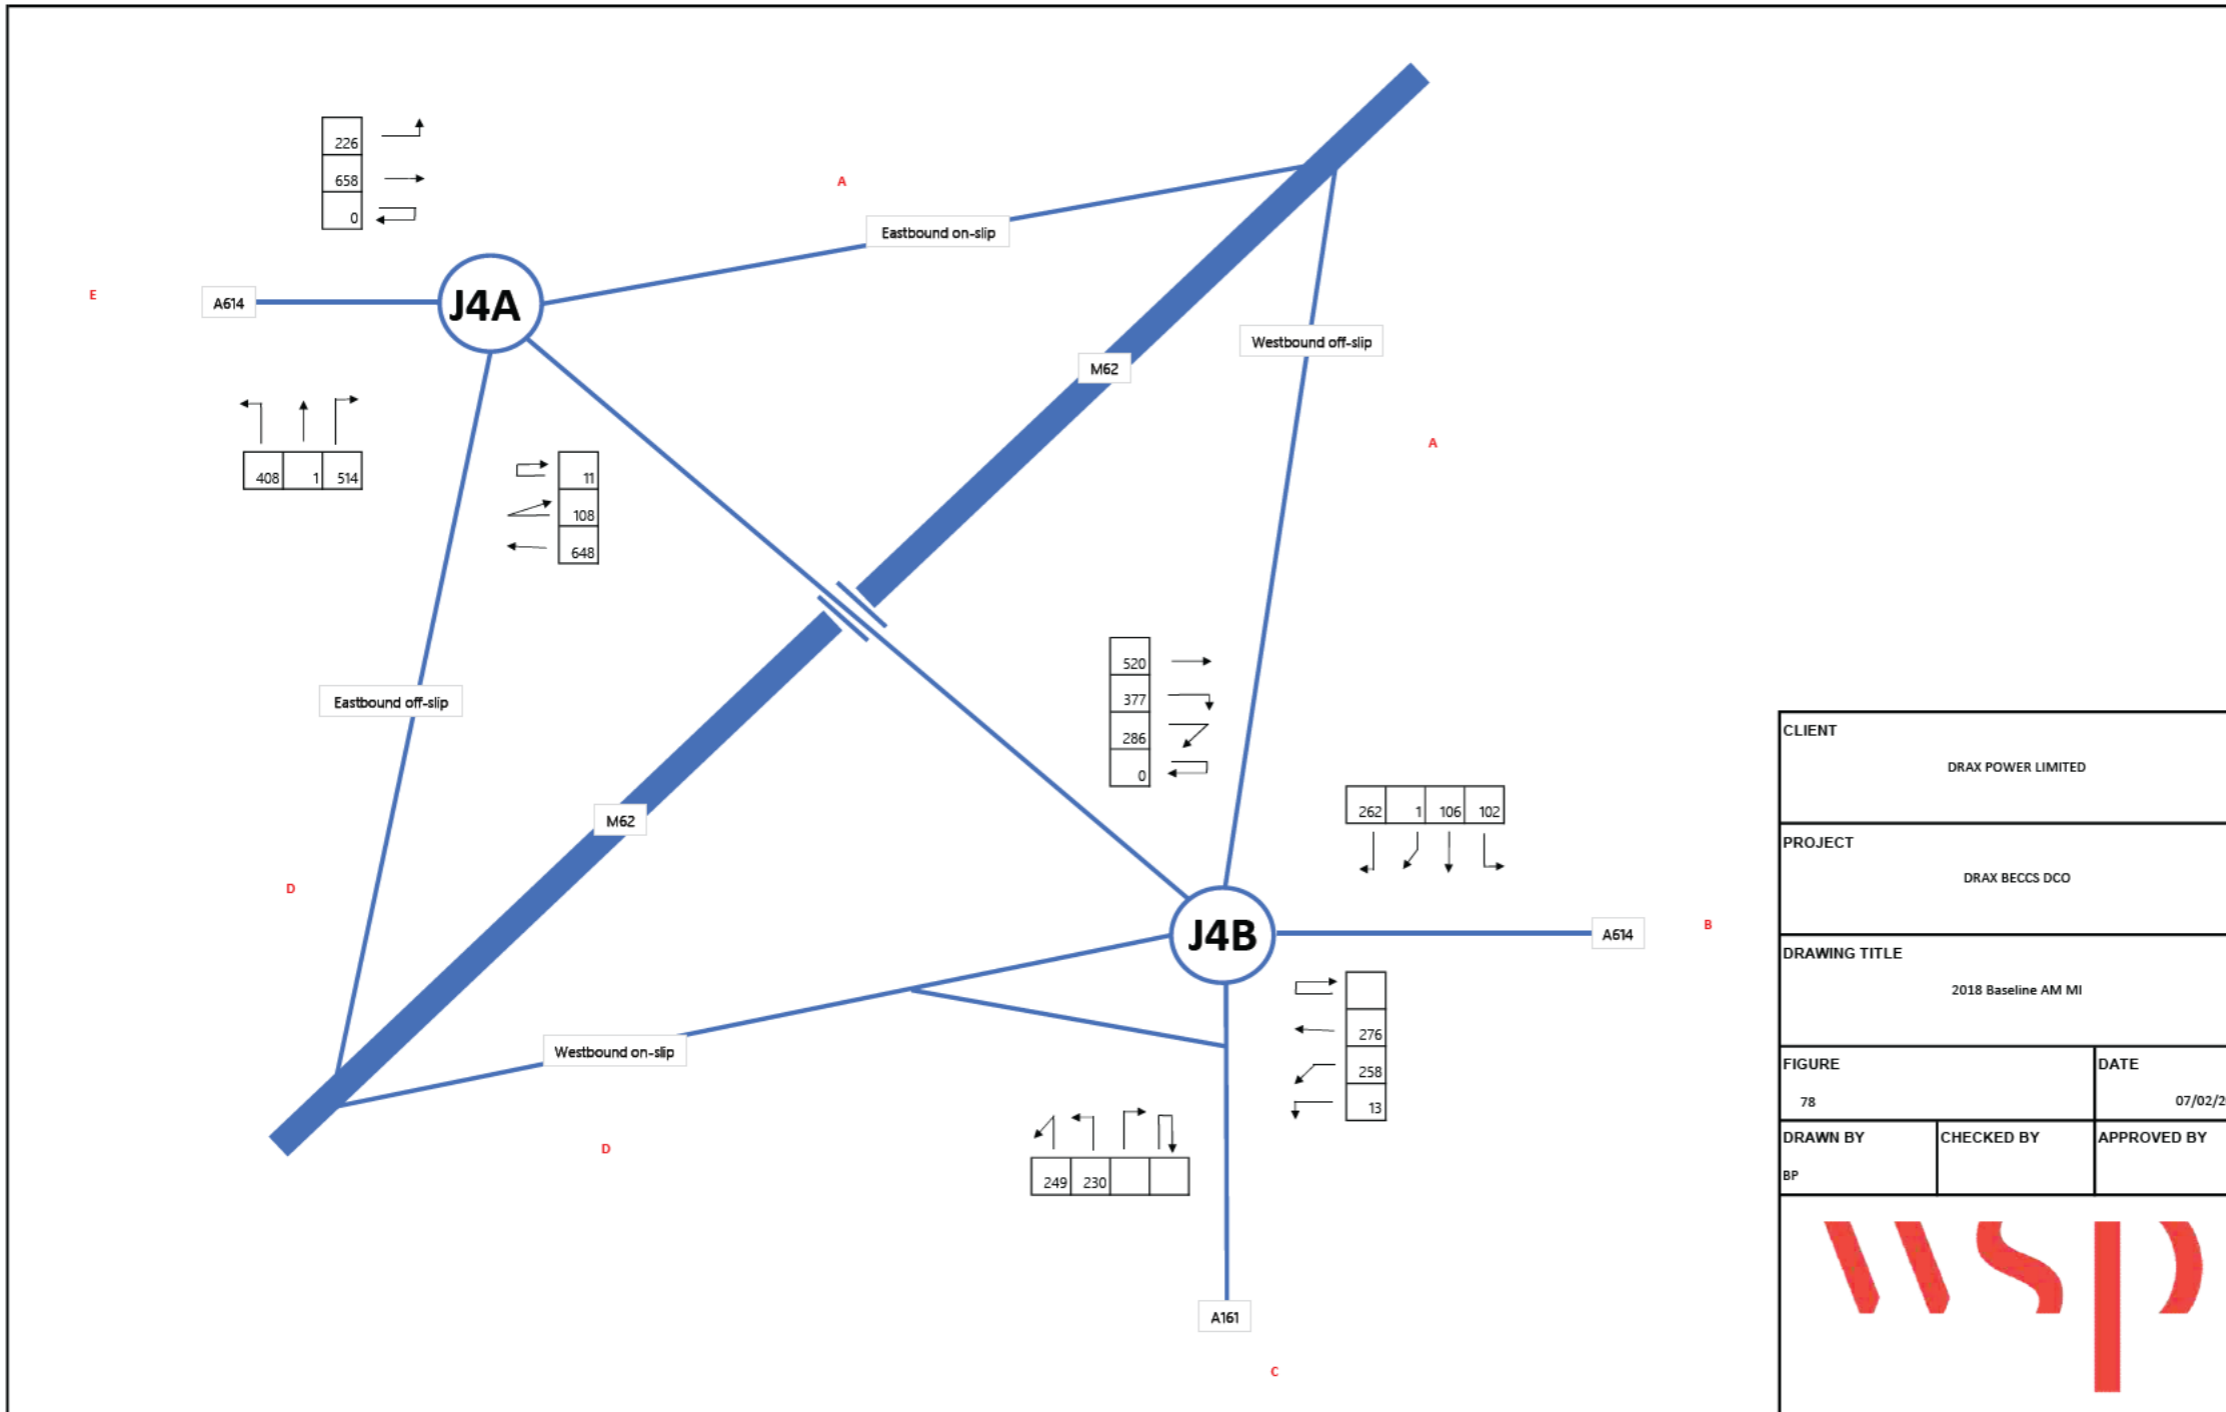 226
658
0
A
Eastbound on-slip
E
A614
J4A
Westbound off-slip
M62
A
408 1 514
11
108
648
520
377
286
0
Eastbound off-slip
M62
262 1 106 102
D
J4B
A614
B
276
258
13
Westbound on-slip
D
249 230
A161
C
CLIENT
DRAX POWER LIMITED
PROJECT
DRAX BECCS DCO
DRAWING TITLE
2018 Baseline AM MI
FIGURE DATE
78 07/02/2
DRAWN BY CHECKED BY APPROVED BY
BP
wsp